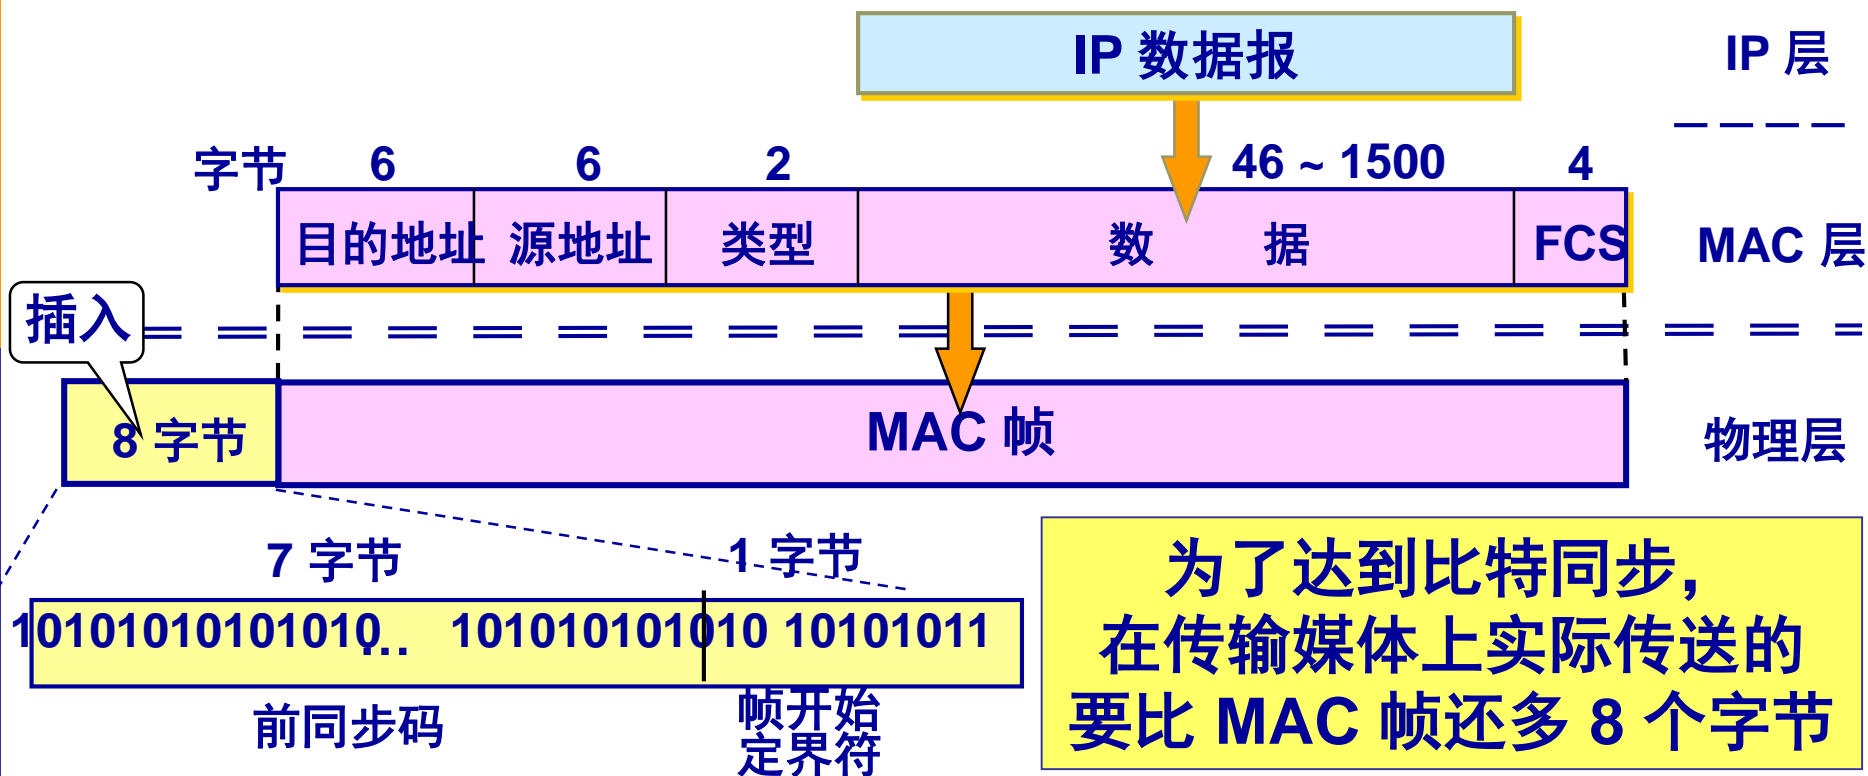 IP 数据报
IP 层
字节 6 6 2 46 ~ 1500 4
目的地址 源地址 类型 数 据 FCS
MAC 层
插入
8 字节
MAC 帧
物理层
7 字节
1 字节
10101010101010... 101010101010 10101011
前同步码
帧开始
定界符
为了达到比特同步，
在传输媒体上实际传送的
要比 MAC 帧还多 8 个字节